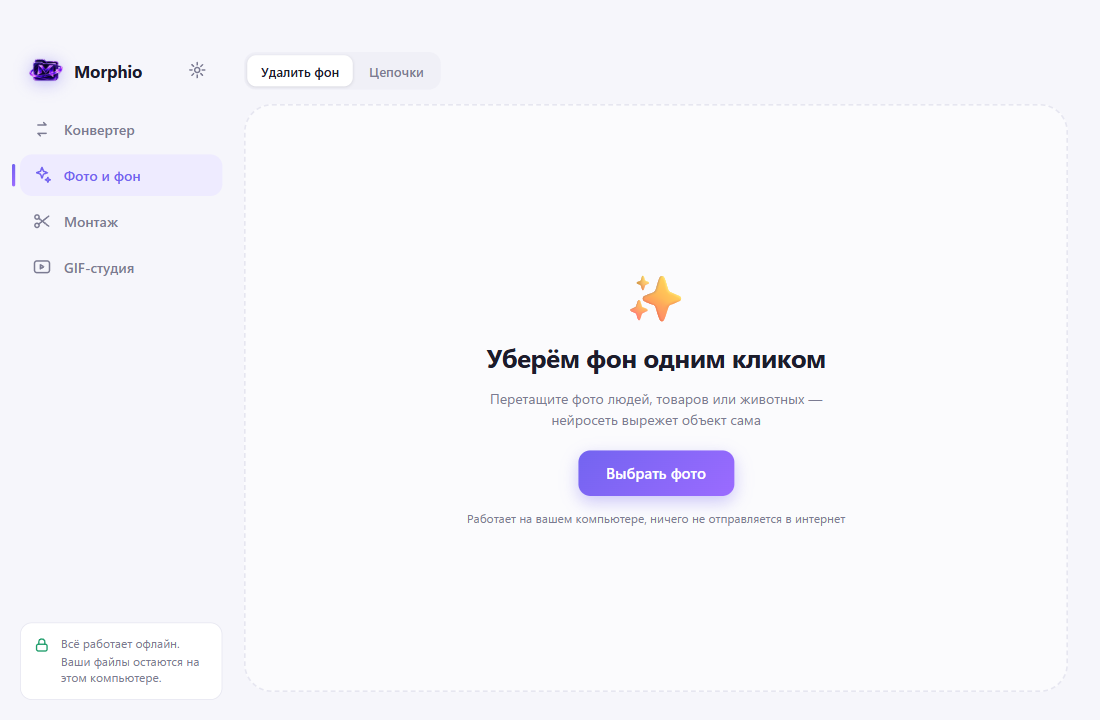 Morphio
Конвертер
Фото и фон
Монтаж
GIF-студия
Всё работает офлайн.
Ваши файлы остаются на
этом компьютере.
Удалить фон
Цепочки
Уберём фон одним кликом
Перетащите фото людей, товаров или животных —
нейросеть вырежет объект сама
Выбрать фото
Работает на вашем компьютере, ничего не отправляется в интернет